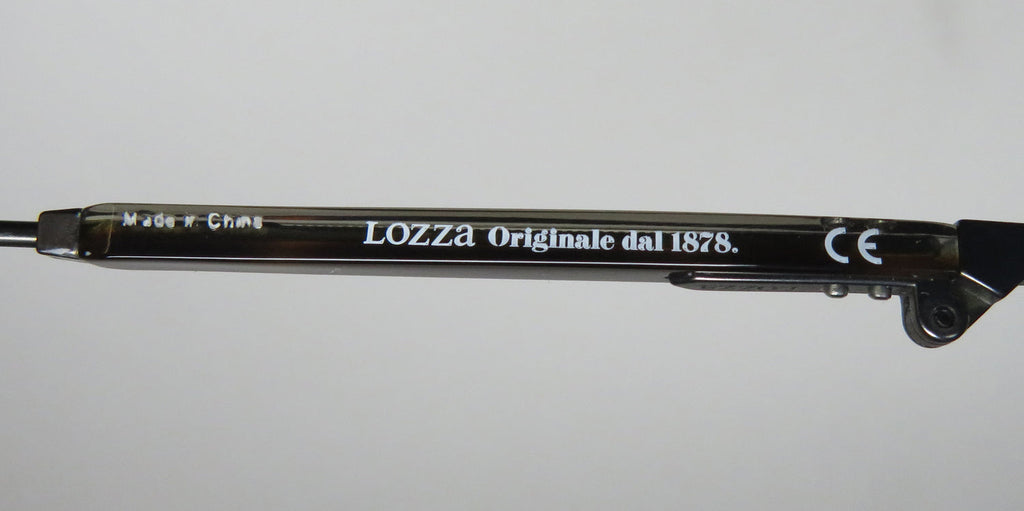 Made in China
LOZZA Originale dal 1878.
CE